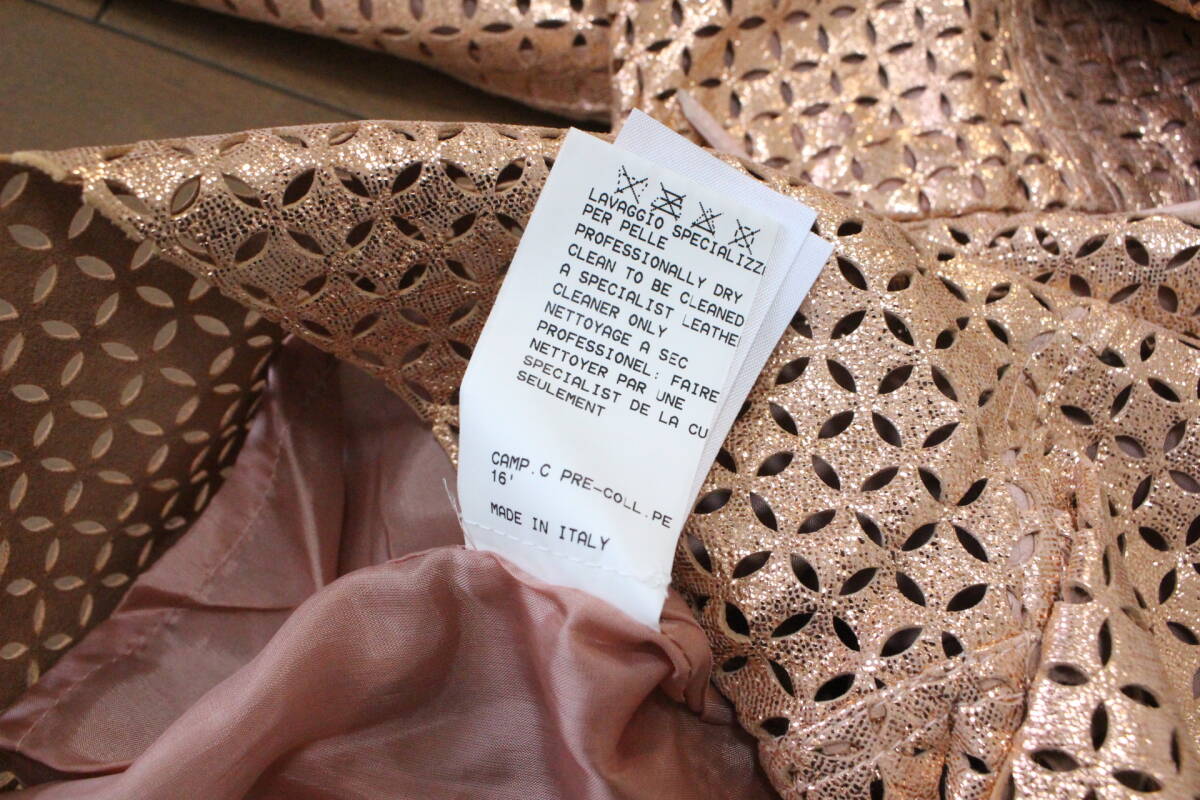 LAVAGGIO SPECIALIZZ
PER PELLE
PROFESSIONALLY DRY
CLEAN TO BE CLEANED
A SPECIALIST LEATHE
CLEANER ONLY
NETTOYAGE A SEC
PROFESSIONEL: FAIRE
NETTOYER PAR UNE
SPECIALIST DE LA CU
SEULEMENT
CAMP.C PRE-COLL.PE
16'
MADE IN ITALY